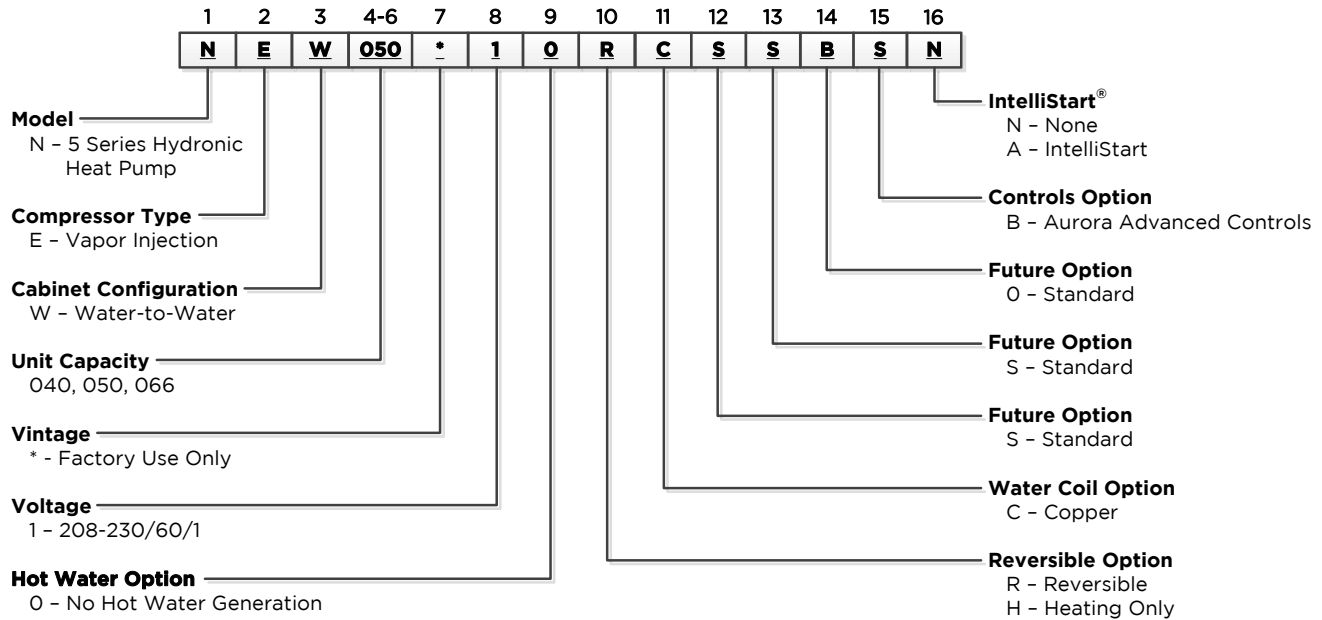 1 2 3 4-6 7 8 9 10 11 12 13 14 15 16
N E W 050 * 1 0 R C S S B S N
Model
N – 5 Series Hydronic
Heat Pump
Compressor Type
E – Vapor Injection
Cabinet Configuration
W – Water-to-Water
Unit Capacity
040, 050, 066
Vintage
* - Factory Use Only
Voltage
1 – 208-230/60/1
Hot Water Option
0 – No Hot Water Generation
IntelliStart®
N – None
A – IntelliStart
Controls Option
B – Aurora Advanced Controls
Future Option
0 – Standard
Future Option
S – Standard
Future Option
S – Standard
Water Coil Option
C – Copper
Reversible Option
R – Reversible
H – Heating Only